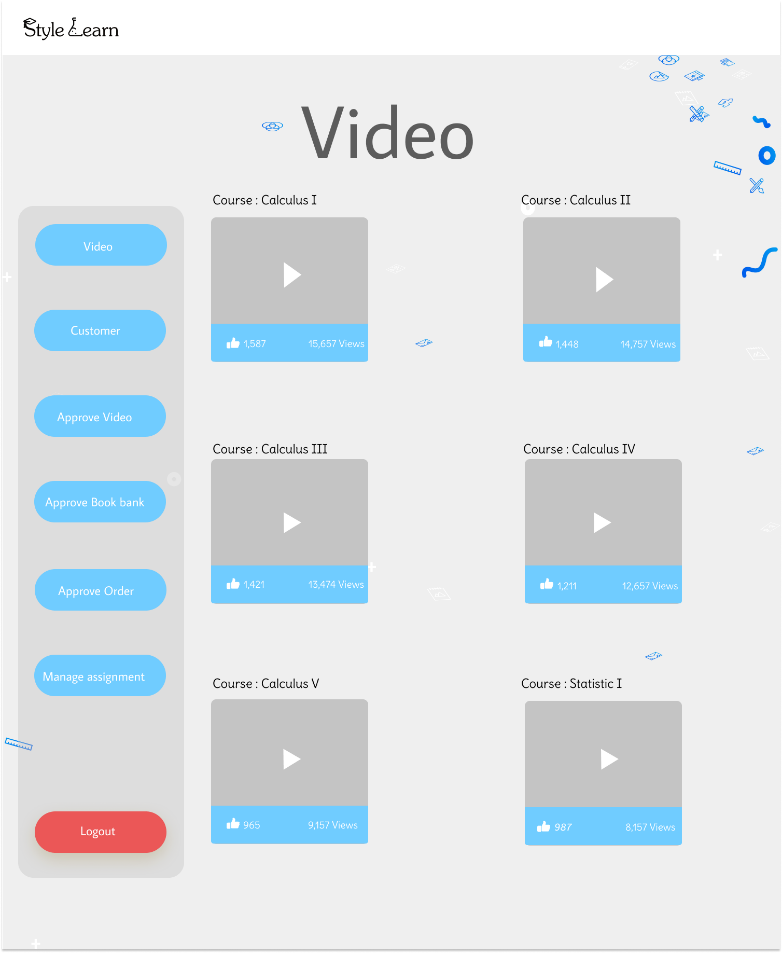 Style Learn
Video
Video
Customer
Approve Video
Approve Book bank
Approve Order
Manage assignment
Logout
Course : Calculus I
1,587 15,657 Views
Course : Calculus II
1,448 14,757 Views
Course : Calculus III
1,421 13,474 Views
Course : Calculus IV
1,211 12,657 Views
Course : Calculus V
965 9,157 Views
Course : Statistic I
987 8,157 Views